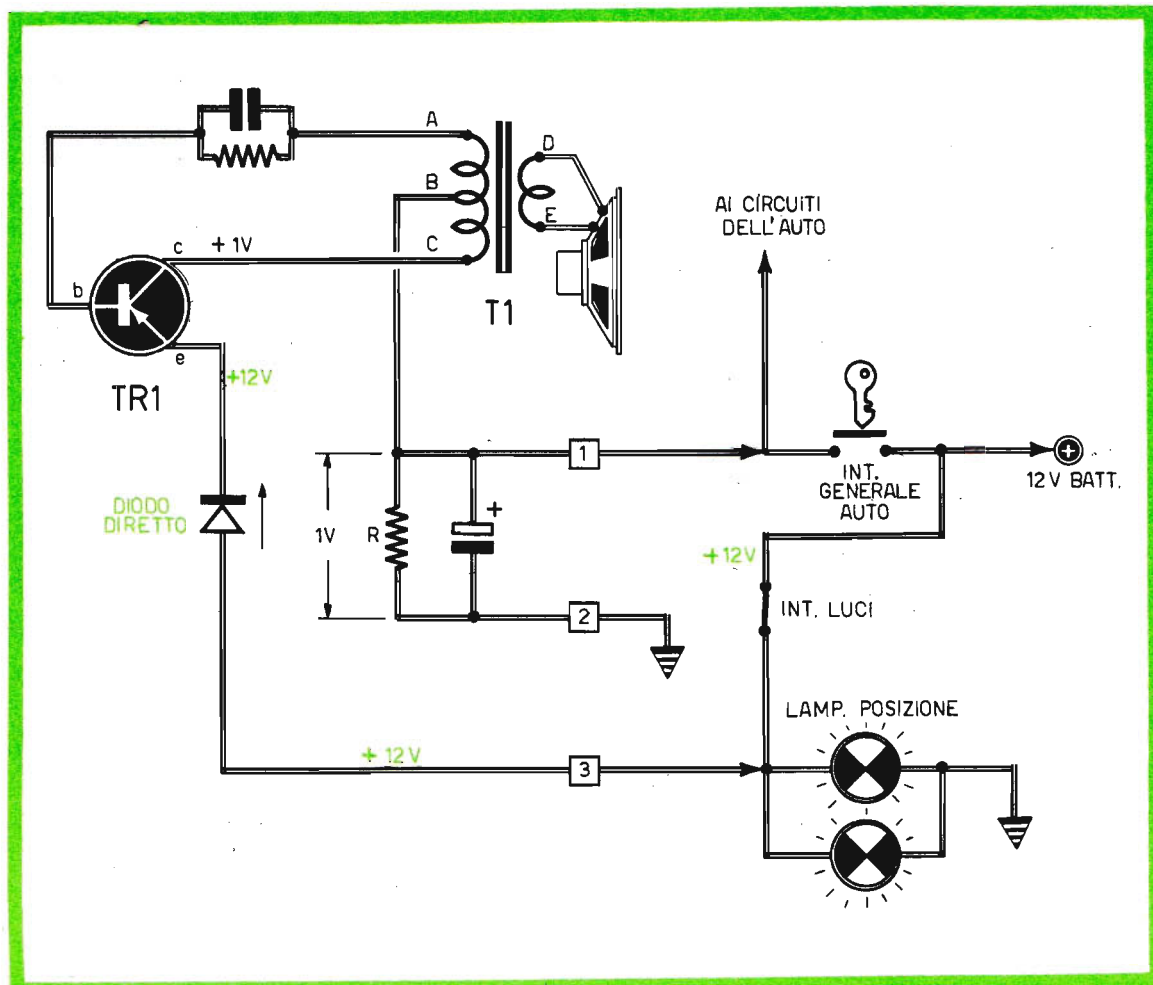 A
B
C
D
E
T1
c
+ 1V
b
e
TR1
+12V
DIODO
DIRETTO
1V
R
+
1
2
3
AI CIRCUITI
DELL'AUTO
INT.
GENERALE
AUTO
+
12 V BATT.
+12V
INT. LUCI
LAMP. POSIZIONE
+ 12V